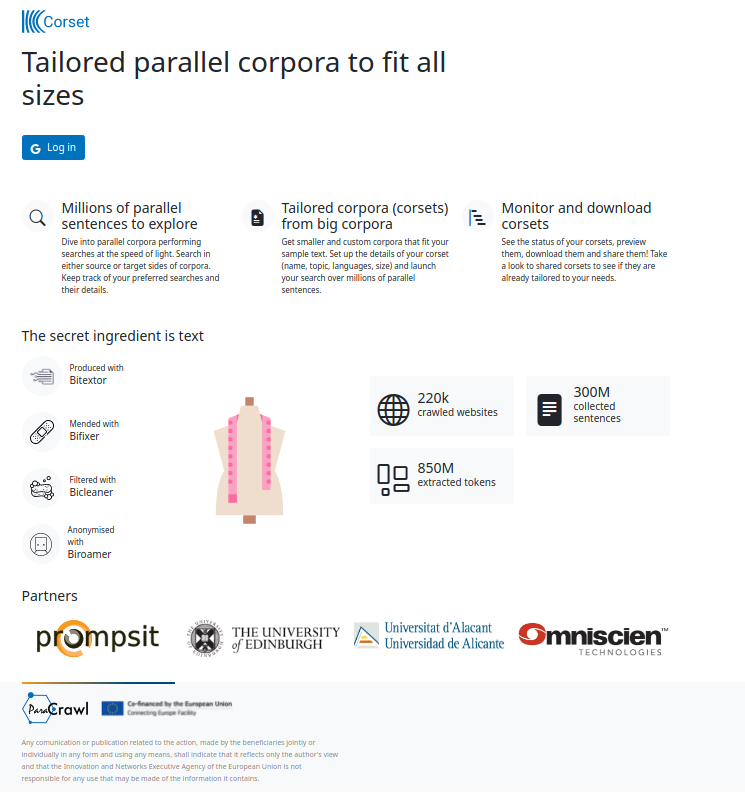 Corset
Tailored parallel corpora to fit all
sizes
G Log in
Millions of parallel
sentences to explore
Dive into parallel corpora performing
searches at the speed of light. Search in
either source or target sides of corpora.
Keep track of your preferred searches and
their details.
Tailored corpora (corsets)
from big corpora
Get smaller and custom corpora that fit your
sample text. Set up the details of your corset
(name, topic, languages, size) and launch
your search over millions of parallel
sentences.
Monitor and download
corsets
See the status of your corsets, preview
them, download them and share them! Take
a look to shared corsets to see if they are
already tailored to your needs.
The secret ingredient is text
Produced with
Bitextor
Mended with
Bifixer
Filtered with
Bicleaner
Anonymised
with
Biroamer
220k
crawled websites
300M
collected
sentences
850M
extracted tokens
Partners
prompsit
THE UNIVERSITY
of EDINBURGH
Universitat d'Alacant
Universidad de Alicante
Omniscien™
TECHNOLOGIES
ParaCrawl
Co-financed by the European Union
Connecting Europe Facility
Any comunication or publication related to the action, made by the beneficiaries jointly or
individually in any form and using any means, shall indicate that it reflects only the author's view
and that the Innovation and Networks Executive Agency of the European Union is not
responsible for any use that may be made of the information it contains.